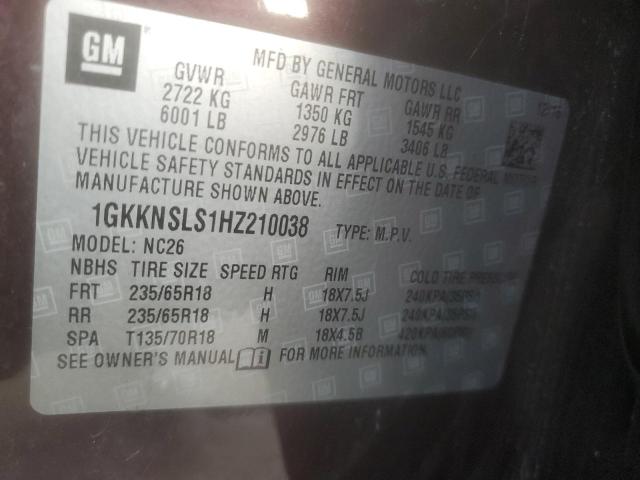 GM
MFD BY GENERAL MOTORS LLC
GVWR GAWR FRT GAWR RR
2722 KG 1350 KG 1545 KG
6001 LB 2976 LB 3406 LB
THIS VEHICLE CONFORMS TO ALL APPLICABLE U.S. FEDERAL
VEHICLE SAFETY STANDARDS IN EFFECT ON THE DATE OF
MANUFACTURE SHOWN ABOVE.
1GKKNSLS1HZ210038 TYPE: M.P.V.
MODEL: NC26
NBHS TIRE SIZE SPEED RTG RIM COLD TIRE PRESSURE
FRT 235/65R18 H 18X7.5J 240KPA/35PSI
RR 235/65R18 H 18X7.5J 240KPA/35PSI
SPA T135/70R18 M 18X4.5B 420KPA/60PSI
SEE OWNER'S MANUAL FOR MORE INFORMATION.